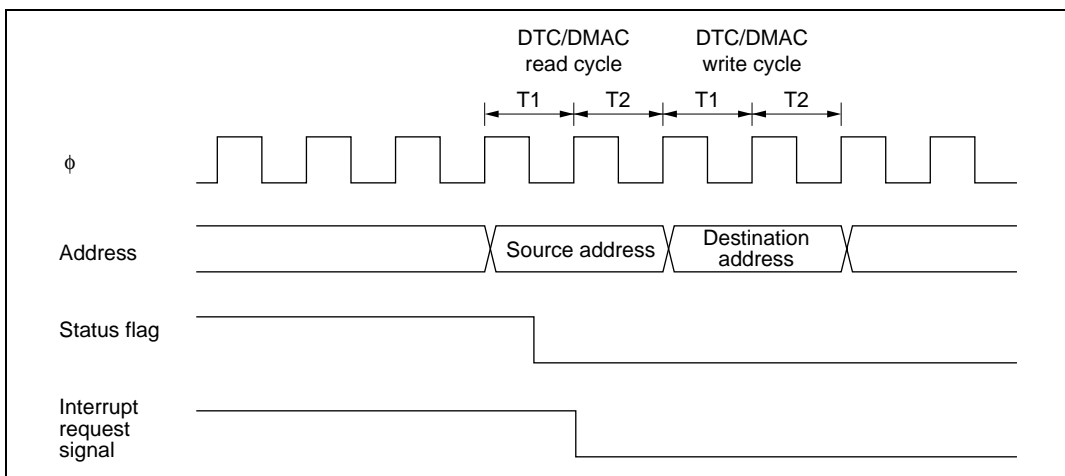 DTC/DMAC
read cycle
DTC/DMAC
write cycle
T1
T2
T1
T2
ϕ
Address
Source address
Destination
address
Status flag
Interrupt
request
signal